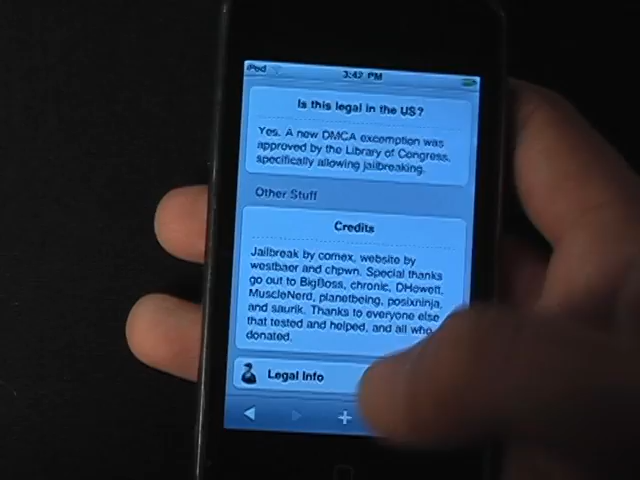 iPod
3:42 PM
Is this legal in the US?
Yes. A new DMCA excemption was
approved by the Library of Congress,
specifically allowing jailbreaking.
Other Stuff
Credits
Jailbreak by comex, website by
westbaer and chpwn. Special thanks
go out to BigBoss, chronic, DHowett,
MuscleNerd, planetbeing, posixninja,
and saurik. Thanks to everyone else
that tested and helped, and all who
donated.
Legal Info